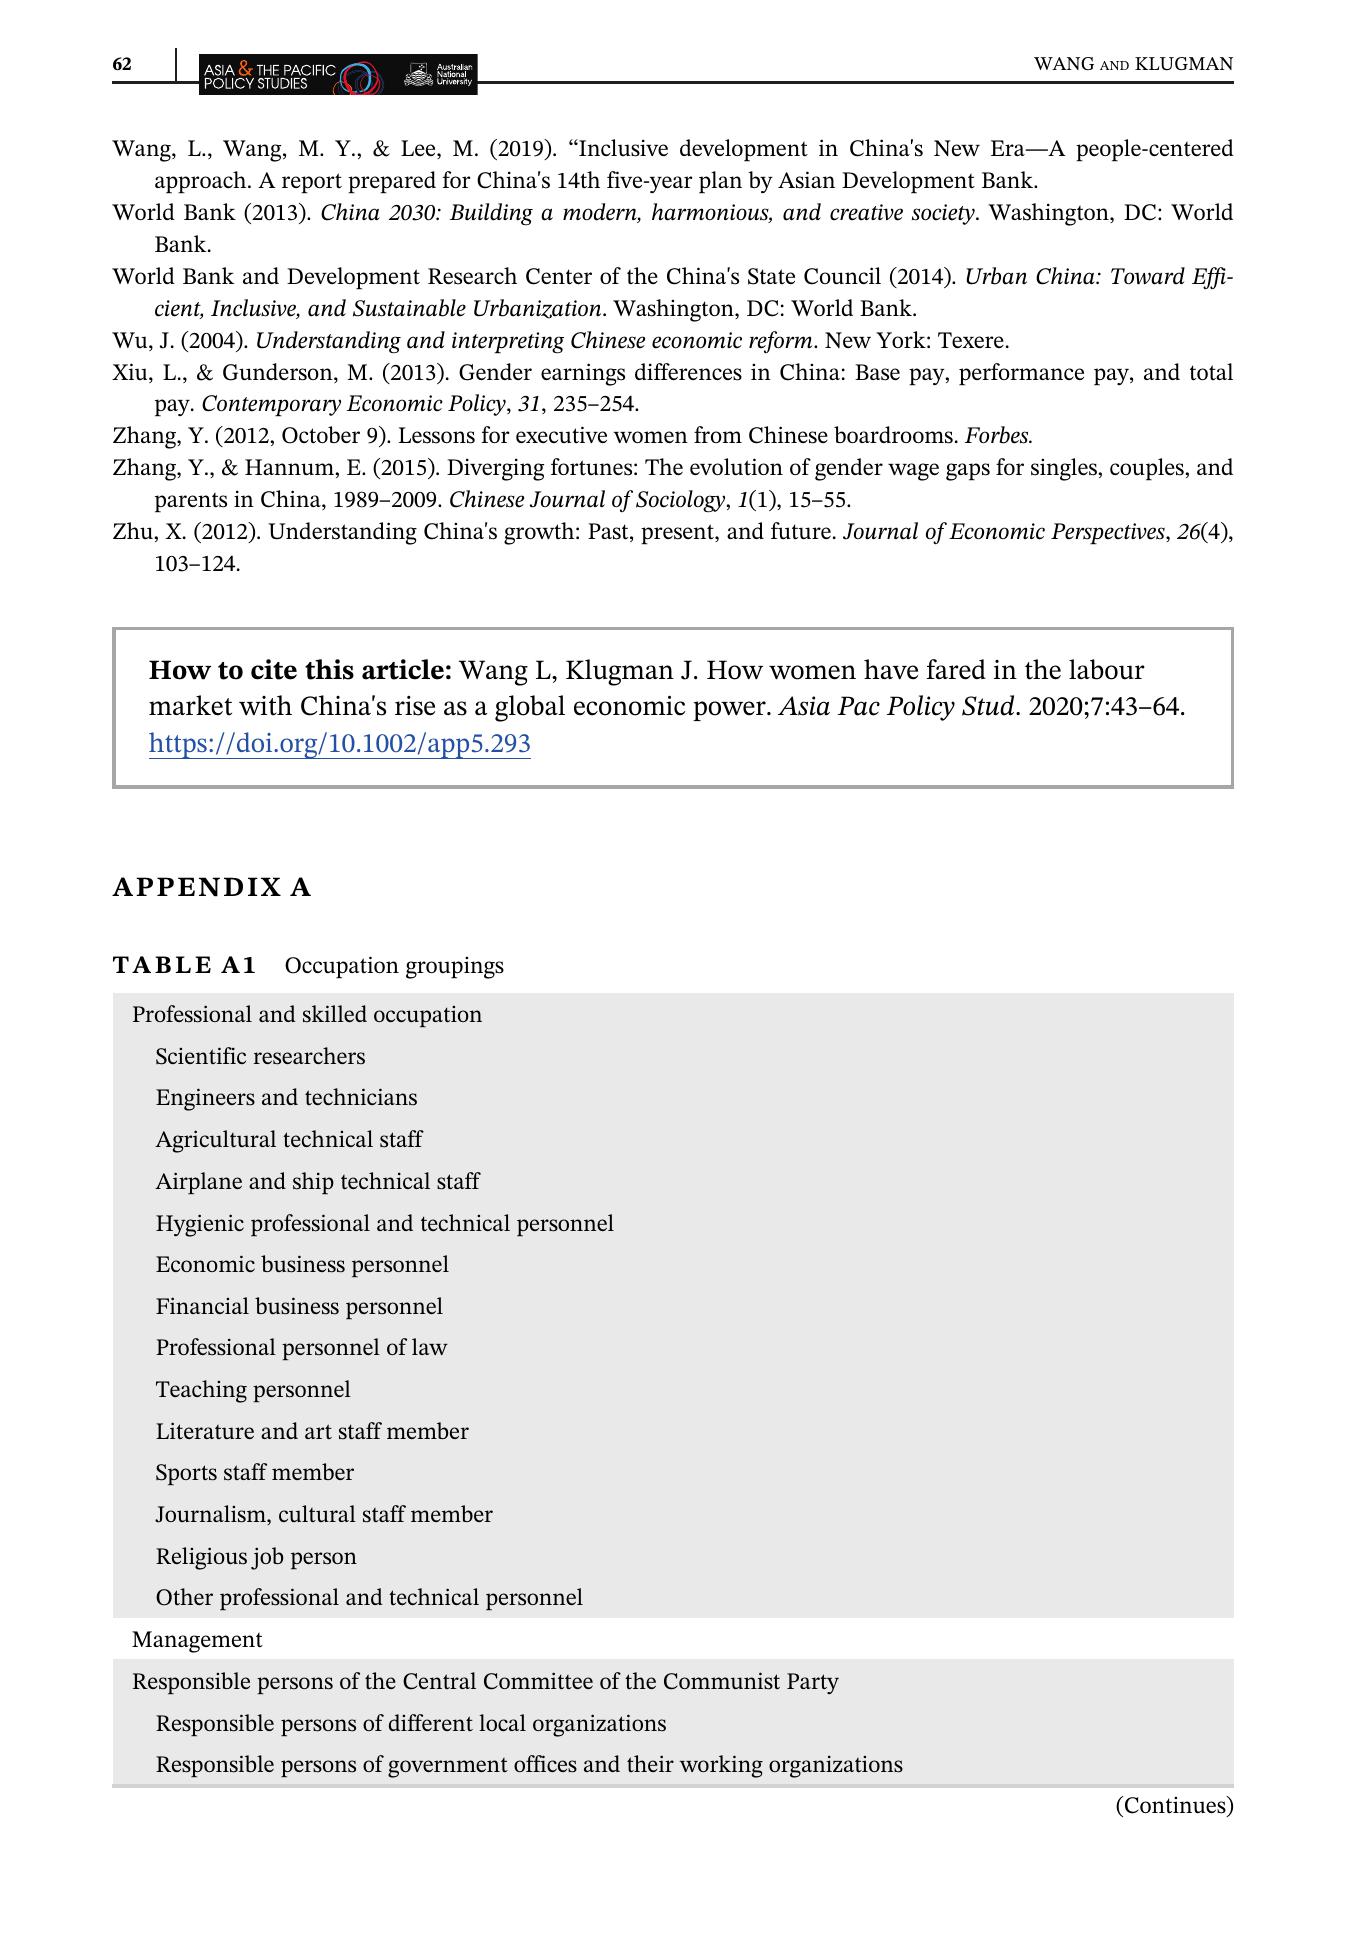 62
ASIA & THE PACIFIC
POLICY STUDIES
Australian
National
University
WANG AND KLUGMAN
Wang, L., Wang, M. Y., & Lee, M. (2019). “Inclusive development in China's New Era—A people-centered
approach. A report prepared for China's 14th five-year plan by Asian Development Bank.
World Bank (2013). China 2030: Building a modern, harmonious, and creative society. Washington, DC: World
Bank.
World Bank and Development Research Center of the China's State Council (2014). Urban China: Toward Effi-
cient, Inclusive, and Sustainable Urbanization. Washington, DC: World Bank.
Wu, J. (2004). Understanding and interpreting Chinese economic reform. New York: Texere.
Xiu, L., & Gunderson, M. (2013). Gender earnings differences in China: Base pay, performance pay, and total
pay. Contemporary Economic Policy, 31, 235–254.
Zhang, Y. (2012, October 9). Lessons for executive women from Chinese boardrooms. Forbes.
Zhang, Y., & Hannum, E. (2015). Diverging fortunes: The evolution of gender wage gaps for singles, couples, and
parents in China, 1989–2009. Chinese Journal of Sociology, 1(1), 15–55.
Zhu, X. (2012). Understanding China's growth: Past, present, and future. Journal of Economic Perspectives, 26(4),
103–124.
How to cite this article: Wang L, Klugman J. How women have fared in the labour
market with China's rise as a global economic power. Asia Pac Policy Stud. 2020;7:43–64.
https://doi.org/10.1002/app5.293
APPENDIX A
TABLE A1 Occupation groupings
Professional and skilled occupation
Scientific researchers
Engineers and technicians
Agricultural technical staff
Airplane and ship technical staff
Hygienic professional and technical personnel
Economic business personnel
Financial business personnel
Professional personnel of law
Teaching personnel
Literature and art staff member
Sports staff member
Journalism, cultural staff member
Religious job person
Other professional and technical personnel
Management
Responsible persons of the Central Committee of the Communist Party
Responsible persons of different local organizations
Responsible persons of government offices and their working organizations
(Continues)